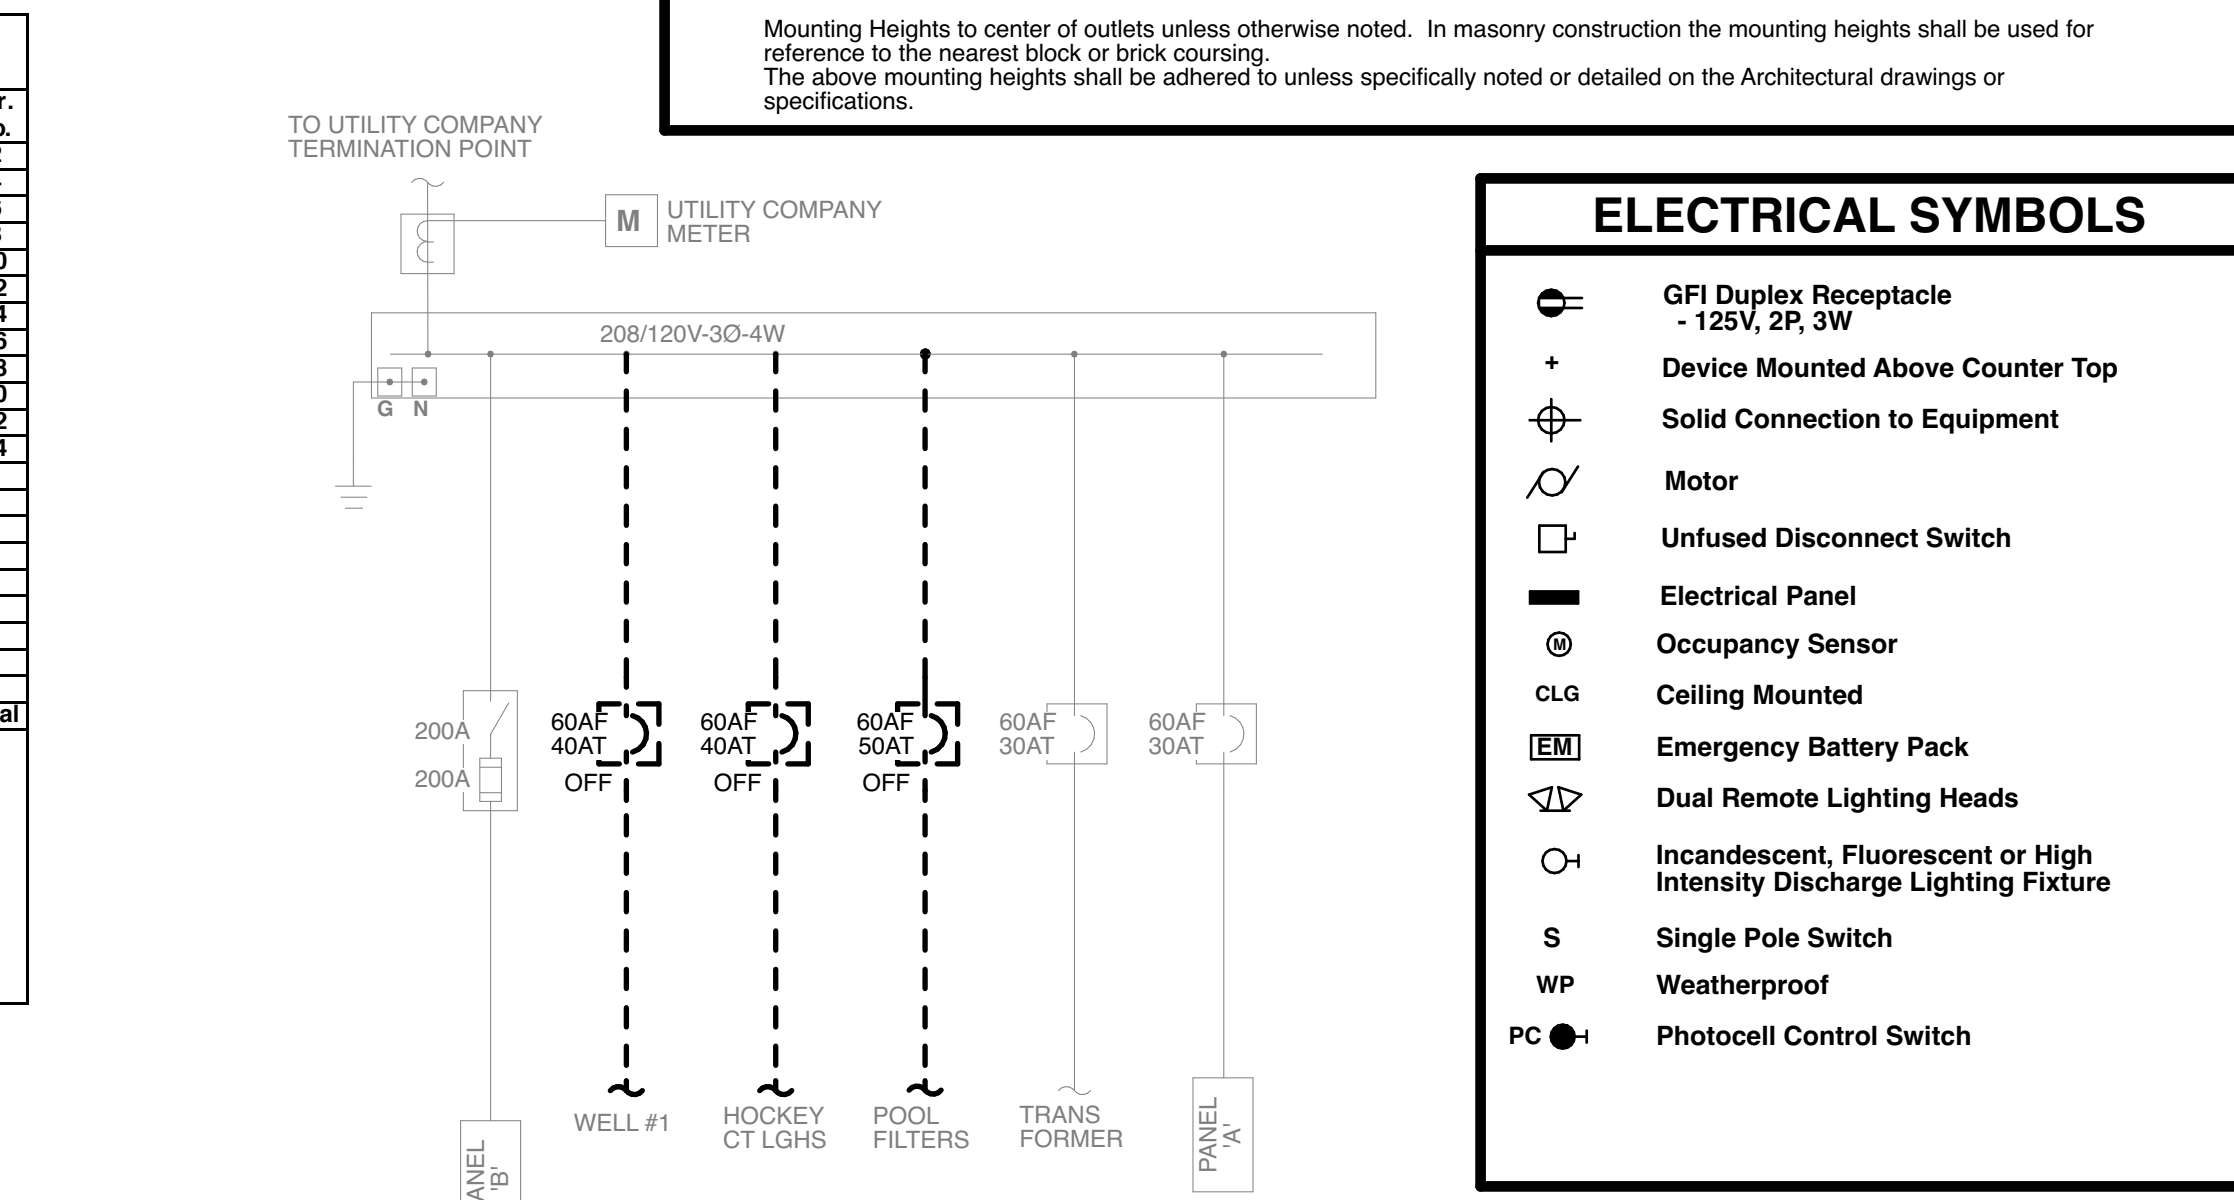 Mounting Heights to center of outlets unless otherwise noted.  In masonry construction the mounting heights shall be used for
reference to the nearest block or brick coursing.
The above mounting heights shall be adhered to unless specifically noted or detailed on the Architectural drawings or
specifications.
TO UTILITY COMPANY
TERMINATION POINT
M
UTILITY COMPANY
METER
208/120V-3Ø-4W
G N
200A
200A
60AF
40AT
OFF
60AF
40AT
OFF
60AF
50AT
OFF
60AF
30AT
60AF
30AT
WELL #1
HOCKEY
CT LGHS
POOL
FILTERS
TRANS
FORMER
PANEL
'A'
'B'
ELECTRICAL SYMBOLS
GFI Duplex Receptacle
- 125V, 2P, 3W
+ Device Mounted Above Counter Top
Solid Connection to Equipment
Motor
Unfused Disconnect Switch
Electrical Panel
M Occupancy Sensor
CLG Ceiling Mounted
EM Emergency Battery Pack
Dual Remote Lighting Heads
Incandescent, Fluorescent or High
Intensity Discharge Lighting Fixture
S Single Pole Switch
WP Weatherproof
PC Photocell Control Switch